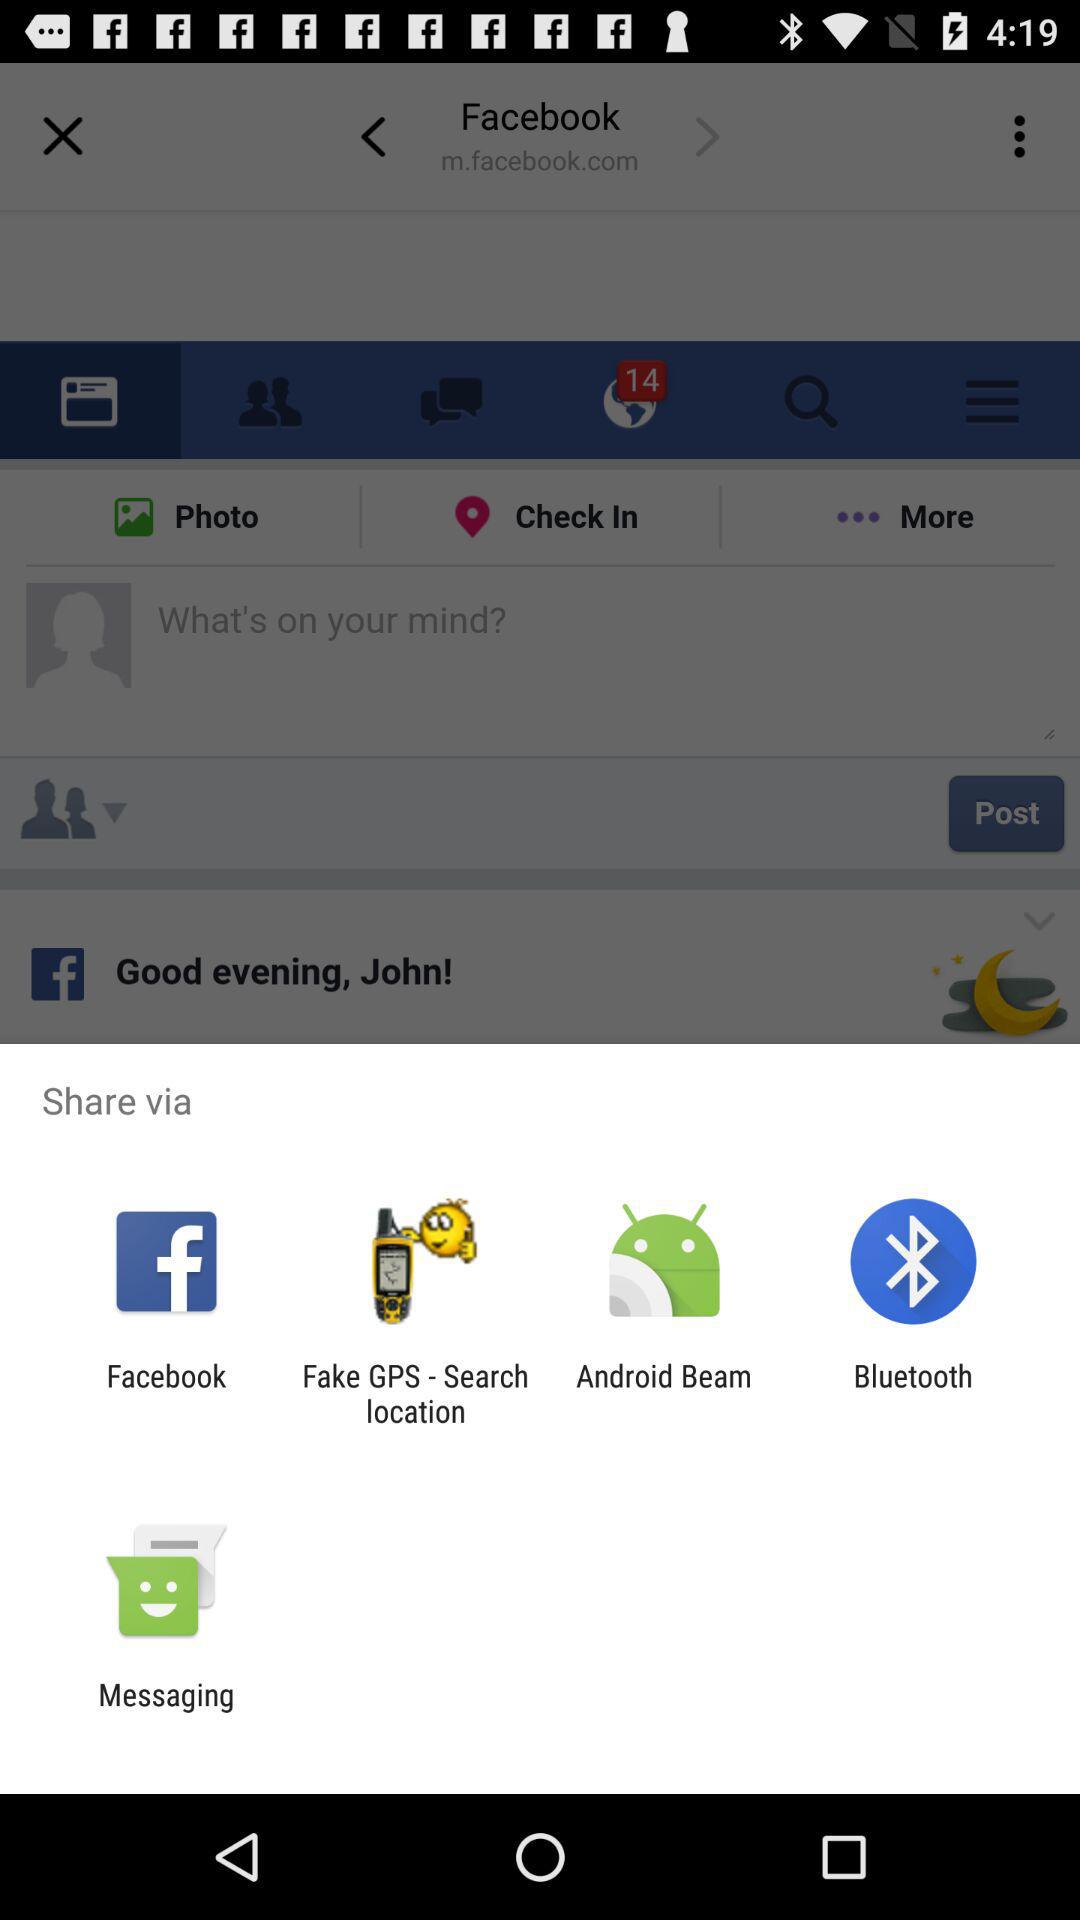 4:19
Facebook
m.facebook.com
14
Photo
Check In
More
What's on your mind?
Post
Good evening, John!
Share via
Facebook
Fake GPS - Search
location
Android Beam
Bluetooth
Messaging